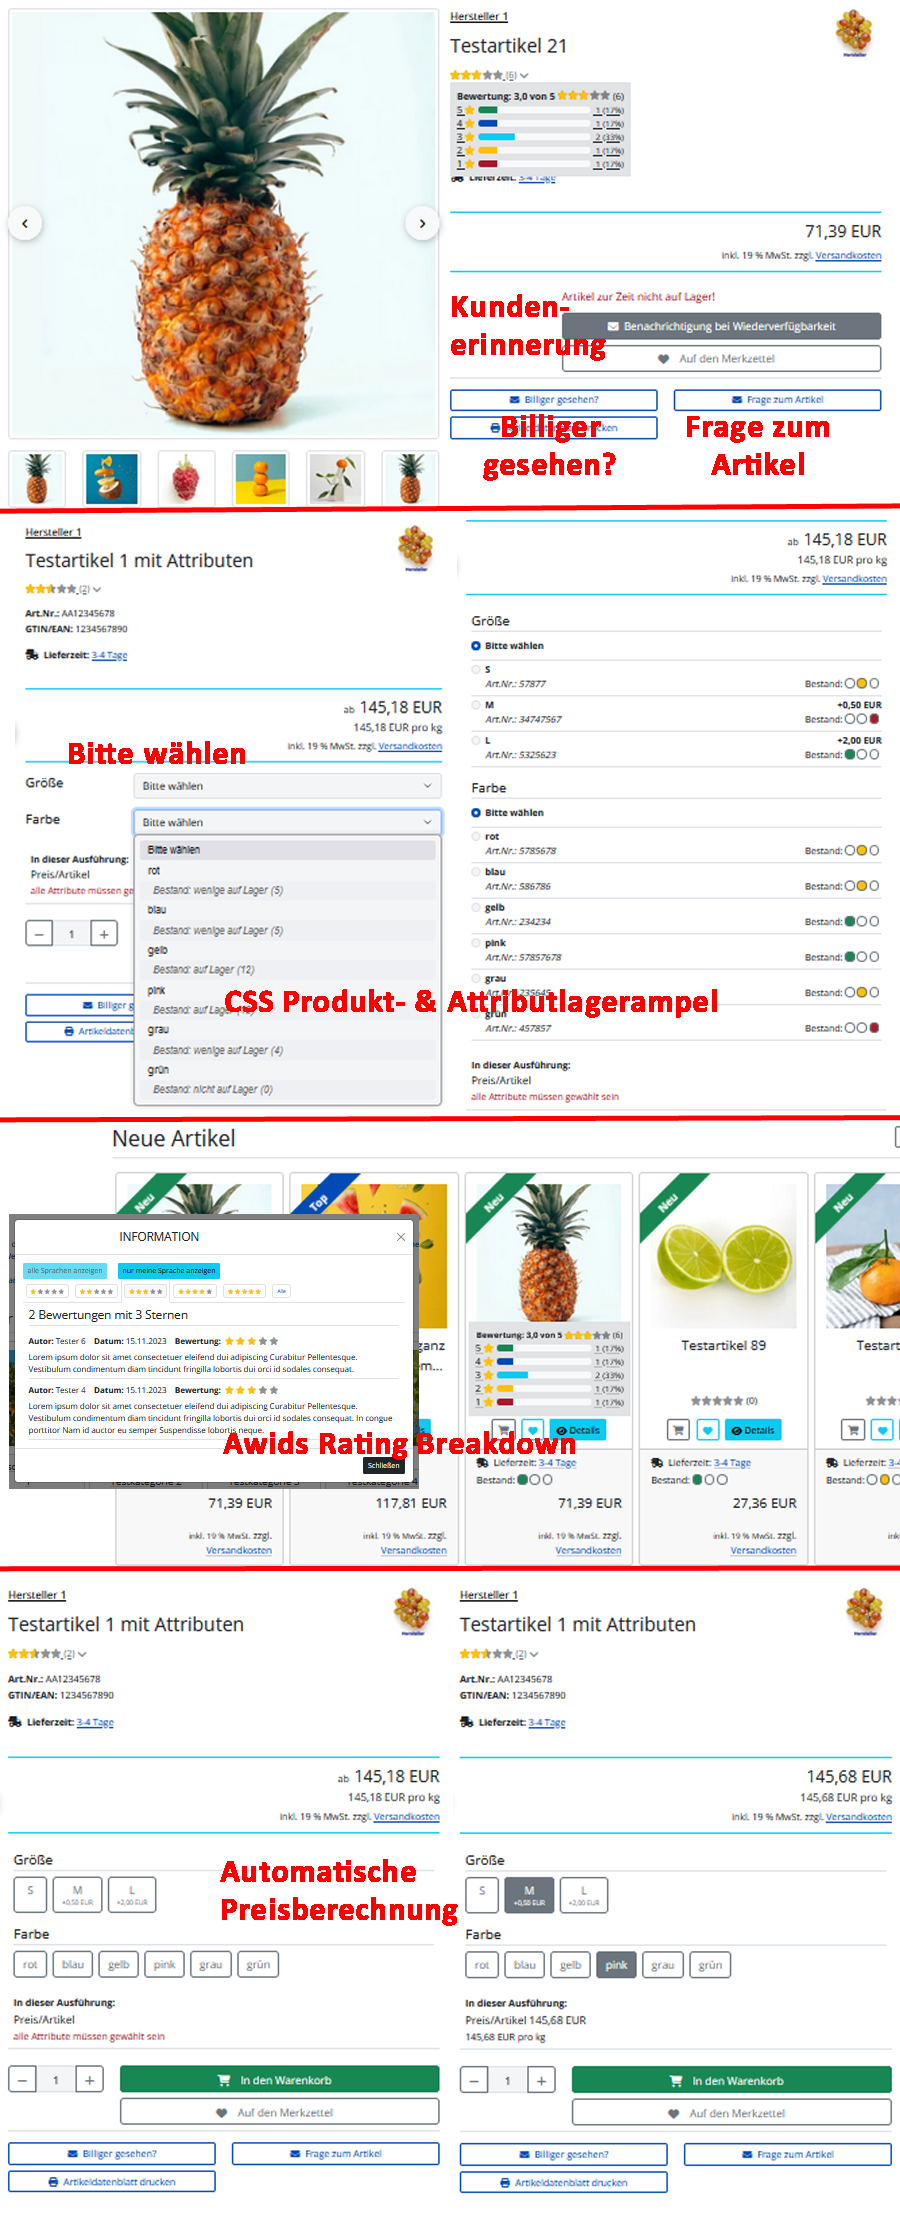 Hersteller 1
Testartikel 21
(6)
Bewertung: 3,0 von 5 (6)
5 1 (17%)
4 1 (17%)
3 2 (33%)
2 1 (17%)
1 1 (17%)
Lieferzeit: 3-4 Tage
71,39 EUR
inkl. 19 % MwSt. zzgl. Versandkosten
Artikel zur Zeit nicht auf Lager!
Kunden-
erinnerung
Benachrichtigung bei Wiederverfügbarkeit
Auf den Merkzettel
Billiger gesehen?
Frage zum Artikel
Billiger
gesehen?
Frage zum
Artikel
Hersteller 1
Testartikel 1 mit Attributen
(2)
Art.Nr.: AA12345678
GTIN/EAN: 1234567890
Lieferzeit: 3-4 Tage
ab 145,18 EUR
145,18 EUR pro kg
inkl. 19 % MwSt. zzgl. Versandkosten
Bitte wählen
Größe
Bitte wählen
Farbe
Bitte wählen
Bitte wählen
rot
Bestand: wenige auf Lager (5)
blau
Bestand: wenige auf Lager (5)
gelb
Bestand: auf Lager (12)
pink
Bestand: auf Lager
grau
Bestand: wenige auf Lager (4)
grün
Bestand: nicht auf Lager (0)
In dieser Ausführung:
Preis/Artikel
alle Attribute müssen ge
1
Billiger g
Artikeldatenb
ab 145,18 EUR
145,18 EUR pro kg
inkl. 19 % MwSt. zzgl. Versandkosten
Größe
Bitte wählen
S
Art.Nr.: 57877 Bestand:
M +0,50 EUR
Art.Nr.: 34747567 Bestand:
L +2,00 EUR
Art.Nr.: 5325623 Bestand:
Farbe
Bitte wählen
rot
Art.Nr.: 5785678 Bestand:
blau
Art.Nr.: 586786 Bestand:
gelb
Art.Nr.: 234234 Bestand:
pink
Art.Nr.: 57857678 Bestand:
grau
Art.Nr.: 235645 Bestand:
grün
Art.Nr.: 457857 Bestand:
In dieser Ausführung:
Preis/Artikel
alle Attribute müssen gewählt sein
CSS Produkt- & Attributlagerampel
Neue Artikel
Neu
Top
Neu
Neu
Neu
INFORMATION
alle Sprachen anzeigen nur meine Sprache anzeigen
Alle
2 Bewertungen mit 3 Sternen
Autor: Tester 6 Datum: 15.11.2023 Bewertung:
Lorem ipsum dolor sit amet consectetuer eleifend dui adipiscing Curabitur Pellentesque.
Vestibulum condimentum diam tincidunt fringilla lobortis dui orci id sodales consequat.
Autor: Tester 4 Datum: 15.11.2023 Bewertung:
Lorem ipsum dolor sit amet consectetuer eleifend dui adipiscing Curabitur Pellentesque.
Vestibulum condimentum diam tincidunt fringilla lobortis dui orci id sodales consequat. In congue
porttitor Nam id auctor eu semper Suspendisse lobortis neque.
Schließen
ganz
em...
Bewertung: 3,0 von 5 (6)
5 1 (17%)
4 1 (17%)
3 2 (33%)
2 1 (17%)
1 1 (17%)
Details
Testartikel 89
(0)
Details
Testart
Awids Rating Breakdown
Lieferzeit: 3-4 Tage
Bestand:
Lieferzeit: 3-4 Tage
Bestand:
Lieferz
Bestand:
71,39 EUR
inkl. 19 % MwSt. zzgl.
Versandkosten
117,81 EUR
inkl. 19 % MwSt. zzgl.
Versandkosten
71,39 EUR
inkl. 19 % MwSt. zzgl.
Versandkosten
27,36 EUR
inkl. 19 % MwSt. zzgl.
Versandkosten
Hersteller 1
Testartikel 1 mit Attributen
(2)
Art.Nr.: AA12345678
GTIN/EAN: 1234567890
Lieferzeit: 3-4 Tage
ab 145,18 EUR
145,18 EUR pro kg
inkl. 19 % MwSt. zzgl. Versandkosten
Größe
S
M
+0,50 EUR
L
+2,00 EUR
Farbe
rot blau gelb pink grau grün
In dieser Ausführung:
Preis/Artikel
alle Attribute müssen gewählt sein
1
In den Warenkorb
Auf den Merkzettel
Billiger gesehen?
Frage zum Artikel
Artikeldatenblatt drucken
Automatische
Preisberechnung
Hersteller 1
Testartikel 1 mit Attributen
(2)
Art.Nr.: AA12345678
GTIN/EAN: 1234567890
Lieferzeit: 3-4 Tage
145,68 EUR
145,68 EUR pro kg
inkl. 19 % MwSt. zzgl. Versandkosten
Größe
S
M
+0,50 EUR
L
+2,00 EUR
Farbe
rot blau gelb pink grau grün
In dieser Ausführung:
Preis/Artikel 145,68 EUR
145,68 EUR pro kg
1
In den Warenkorb
Auf den Merkzettel
Billiger gesehen?
Frage zum Artikel
Artikeldatenblatt drucken